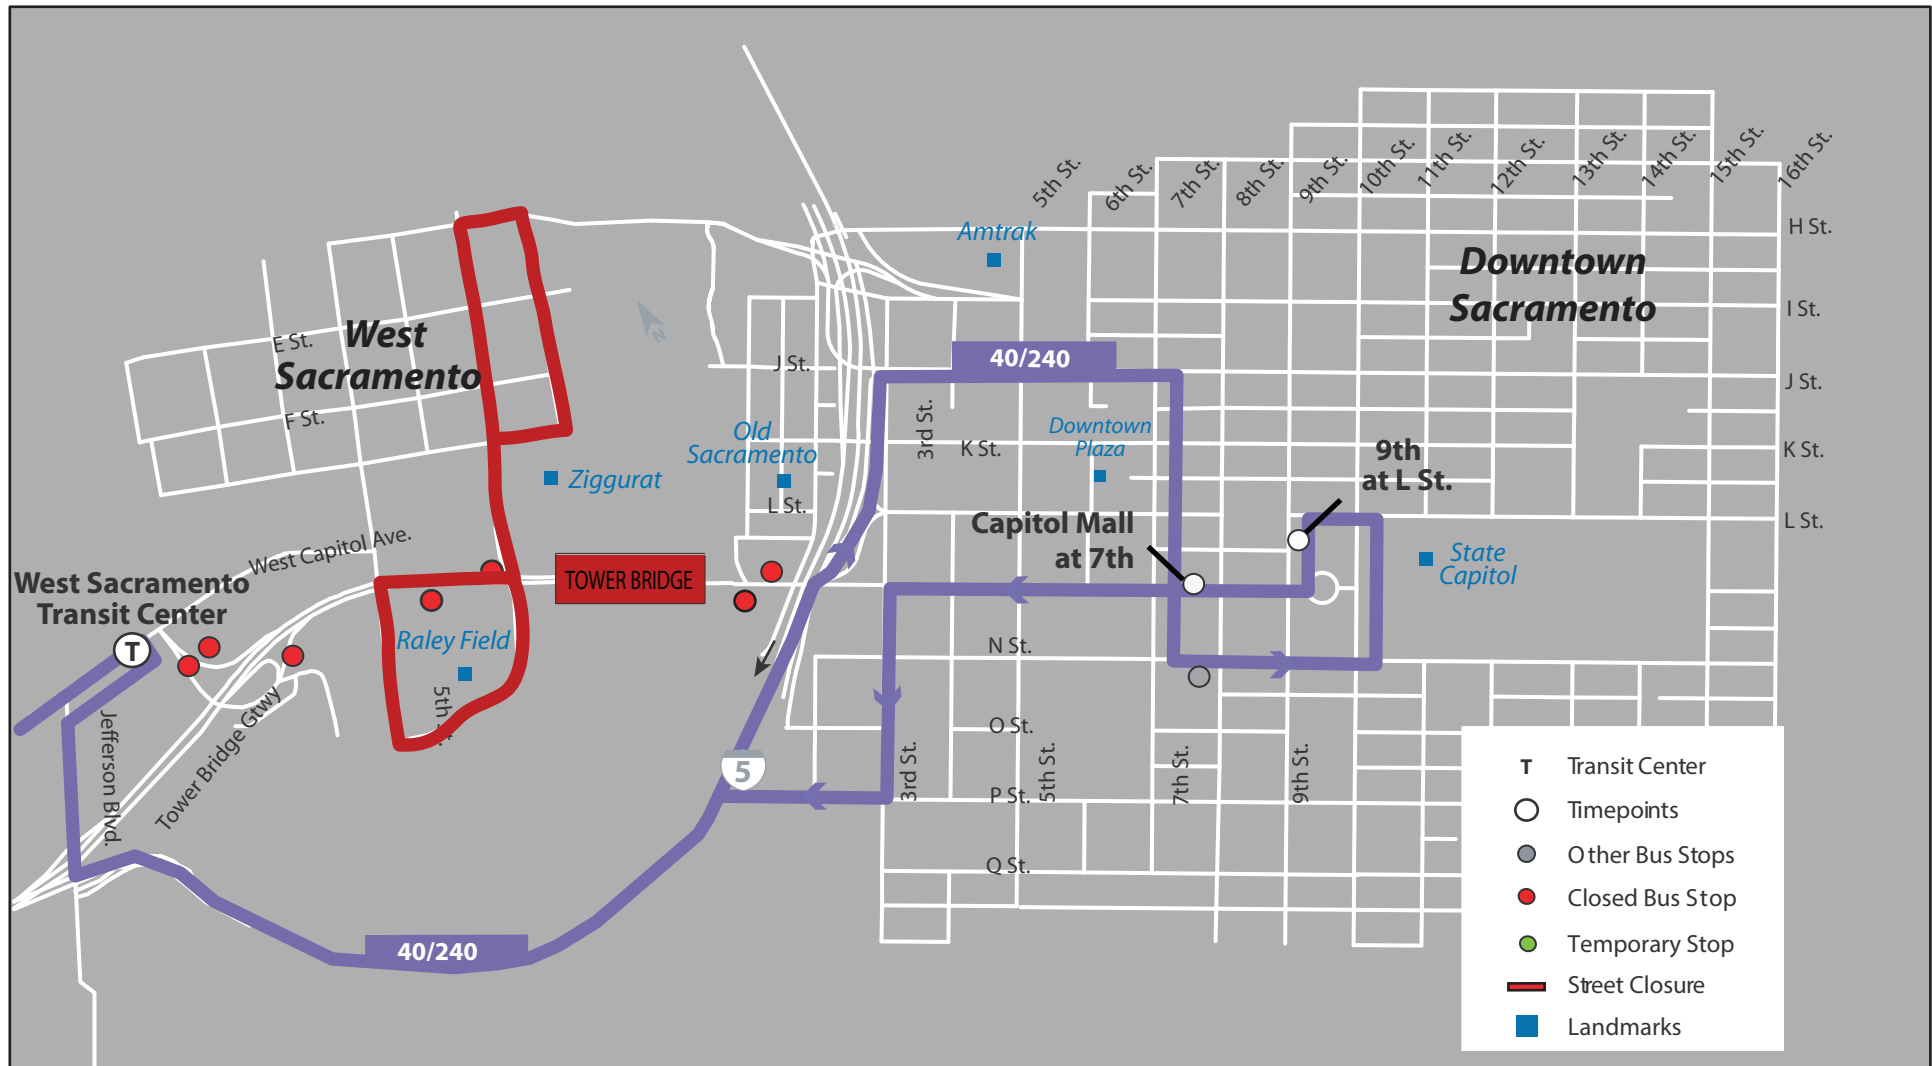 5th St.
6th St.
7th St.
8th St.
9th St.
10th St.
11th St.
12th St.
13th St.
14th St.
15th St.
16th St.
Amtrak
H St.
Downtown
Sacramento
I St.
West
Sacramento
E St.
F St.
N
J St.
40/240
J St.
3rd St.
Old
Sacramento
K St.
Downtown
Plaza
9th
at L St.
K St.
Ziggurat
L St.
Capitol Mall
at 7th
L St.
State
Capitol
West Capitol Ave.
TOWER BRIDGE
West Sacramento
Transit Center
T
Raley Field
5th
N St.
Jefferson Blvd.
Tower Bridge Gtwy
O St.
5
3rd St.
5th St.
7th St.
9th St.
P St.
Q St.
40/240
T Transit Center
Timepoints
Other Bus Stops
Closed Bus Stop
Temporary Stop
Street Closure
Landmarks